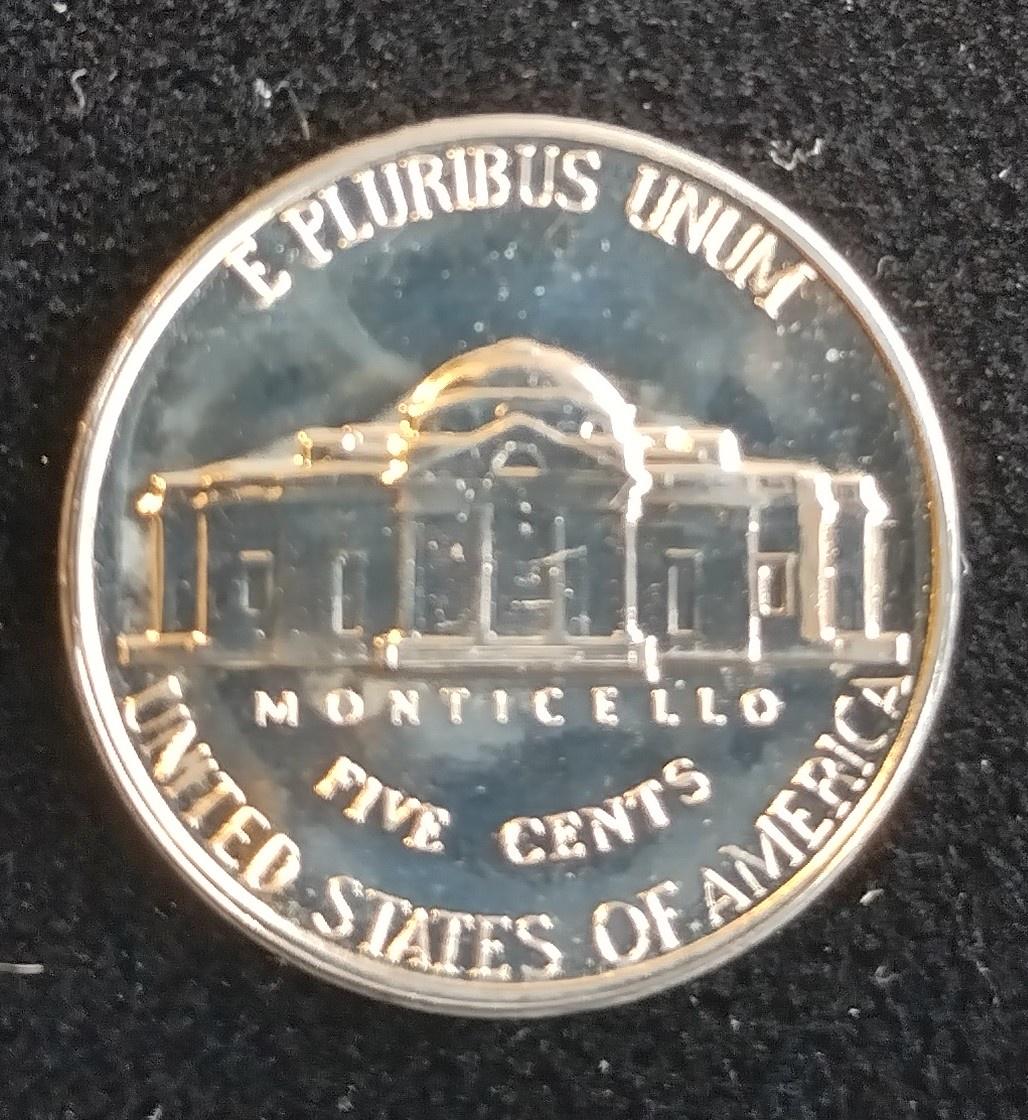 E PLURIBUS UNUM
MONTICELLO
FIVE CENTS
UNITED STATES OF AMERICA